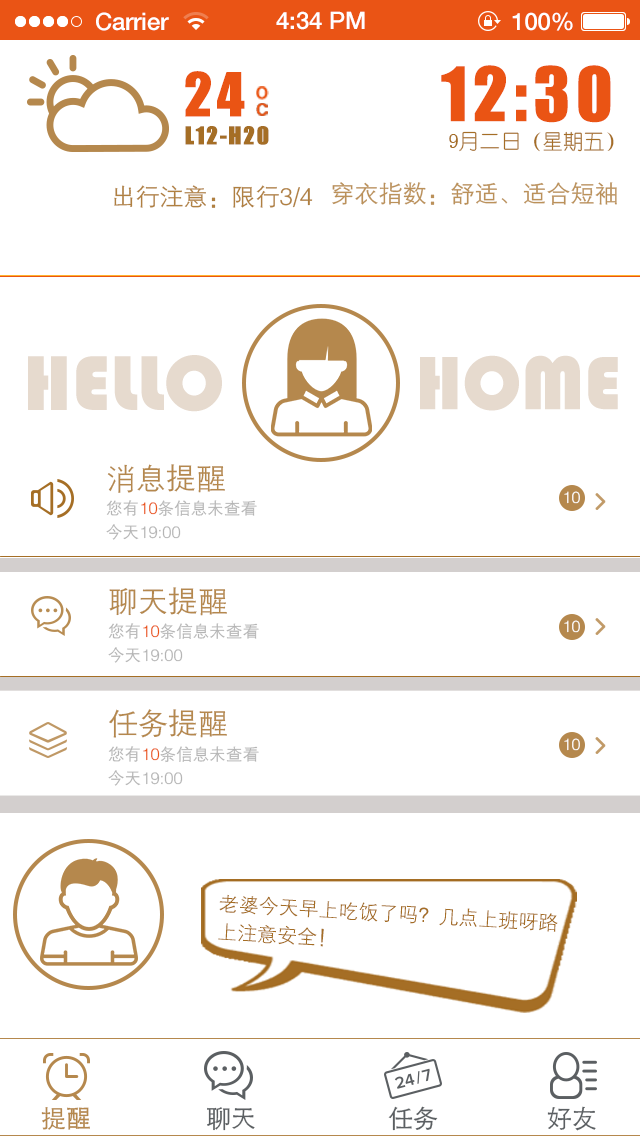 Carrier 4:34 PM 100%
24°C
L12-H20
12:30
9月二日（星期五）
出行注意：限行3/4 穿衣指数：舒适、适合短袖
HELLO HOME
消息提醒
您有10条信息未查看
今天19:00
10
聊天提醒
您有10条信息未查看
今天19:00
10
任务提醒
您有10条信息未查看
今天19:00
10
老婆今天早上吃饭了吗？几点上班呀路
上注意安全！
24/7
提醒 聊天 任务 好友